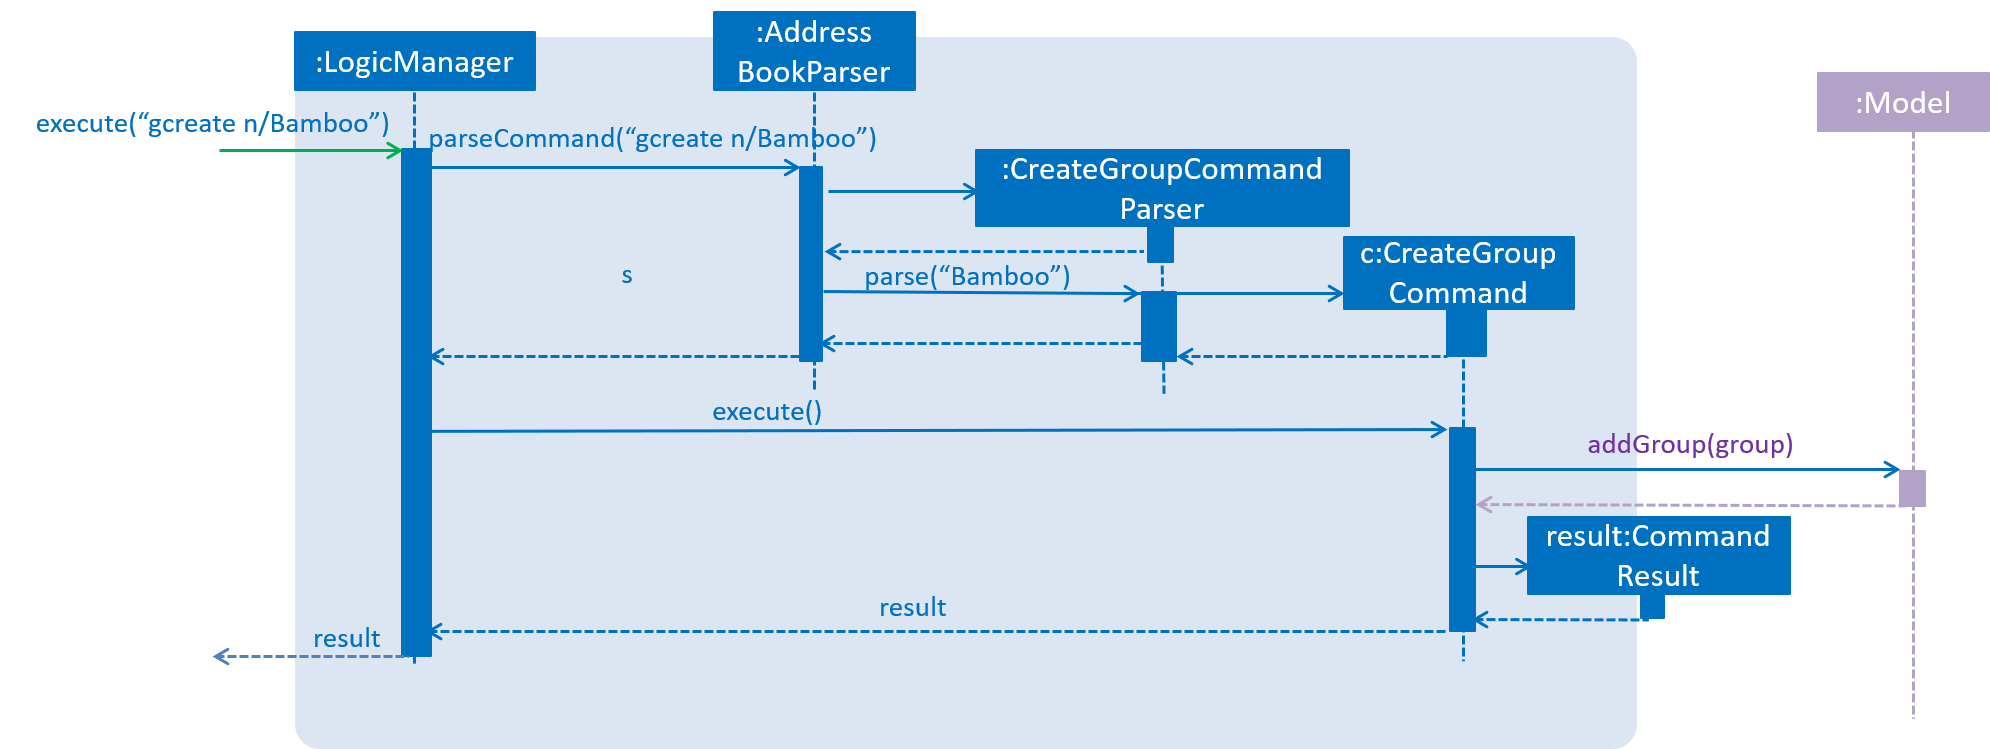 :Address
BookParser
:LogicManager
:Model
execute(“gcreate n/Bamboo”)
parseCommand(“gcreate n/Bamboo”)
:CreateGroupCommand
Parser
c:CreateGroup
Command
s
parse(“Bamboo”)
execute()
addGroup(group)
result:Command
Result
result
result